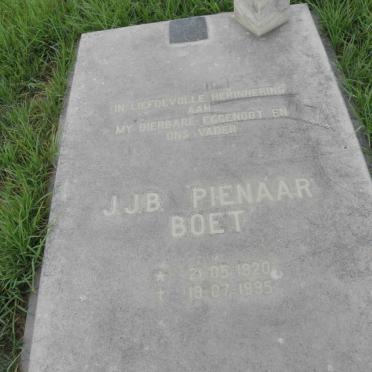 IN LIEFDEVOLLE HERINNERING
AAN
MY DIERBARE EGGENOOT EN
ONS VADER
J.J.B. PIENAAR
BOET
* 21-05-1920
† 19-07-1995